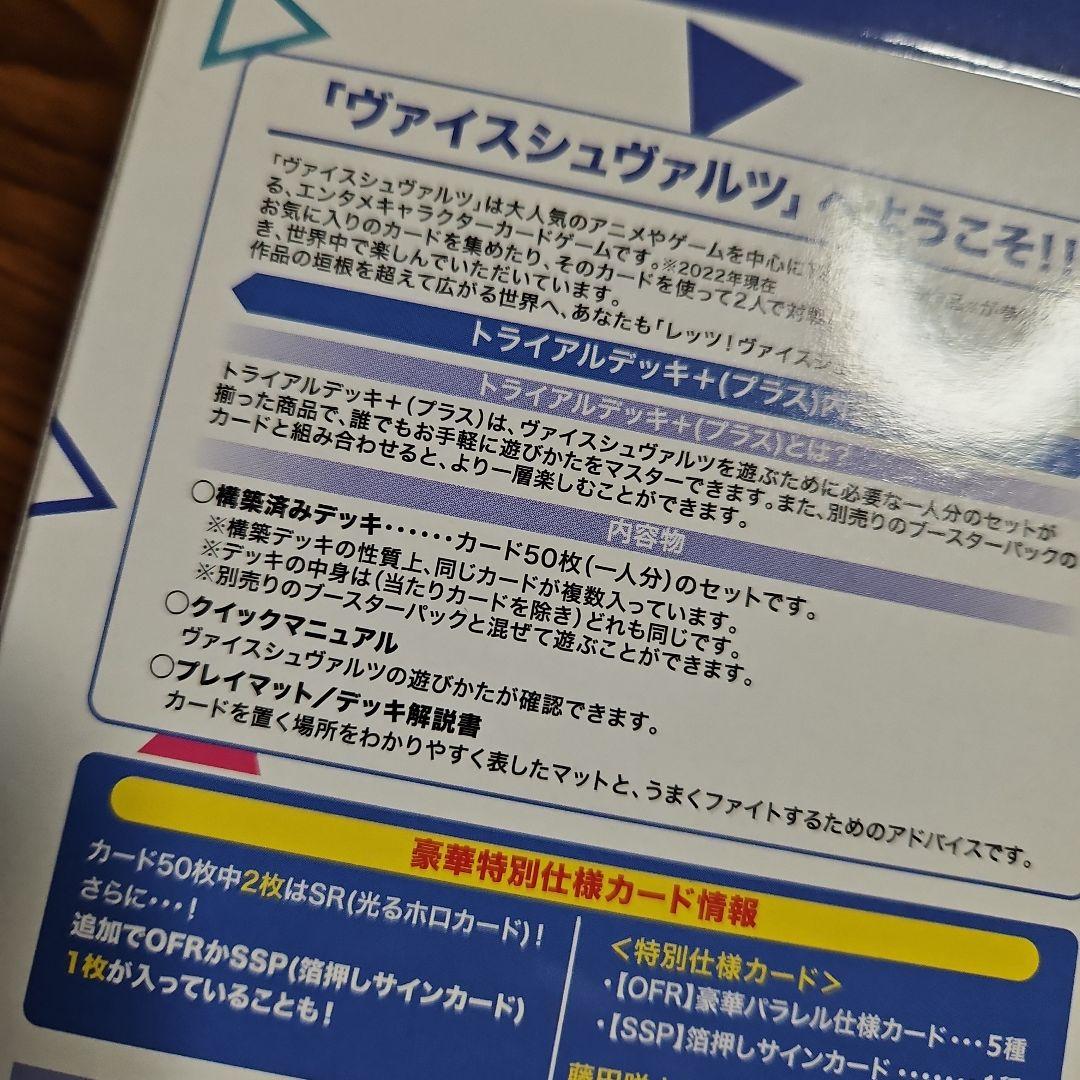 「ヴァイスシュヴァルツ」へようこそ!!
「ヴァイスシュヴァルツ」は大人気のアニメやゲームを中心に
る、エンタメキャラクターカードゲームです。※2022年現在
お気に入りのカードを集めたり、そのカードを使って2人で対戦
き、世界中で楽しんでいただいています。
作品の垣根を超えて広がる世界へ、あなたも「レッツ!ヴァイスシュ
トライアルデッキ+(プラス)内
トライアルデッキ+(プラス)とは?
トライアルデッキ+(プラス)は、ヴァイスシュヴァルツを遊ぶために必要な一人分のセットが
揃った商品で、誰でもお手軽に遊びかたをマスターできます。また、別売りのブースターパックの
カードと組み合わせると、より一層楽しむことができます。
内容物
○構築済みデッキ・・・・・・カード50枚(一人分)のセットです。
※構築デッキの性質上、同じカードが複数入っています。
※デッキの中身は(当たりカードを除き)どれも同じです。
※別売りのブースターパックと混ぜて遊ぶことができます。
○クイックマニュアル
ヴァイスシュヴァルツの遊びかたが確認できます。
○プレイマット/デッキ解説書
カードを置く場所をわかりやすく表したマットと、うまくファイトするためのアドバイスです。
豪華特別仕様カード情報
カード50枚中2枚はSR(光るホロカード)!
さらに・・・!
追加でOFRかSSP(箔押しサインカード)
1枚が入っていることも!
<特別仕様カード>
・【OFR】豪華パラレル仕様カード・・・5種
・【SSP】箔押しサインカード・・・・・・
藤田咲